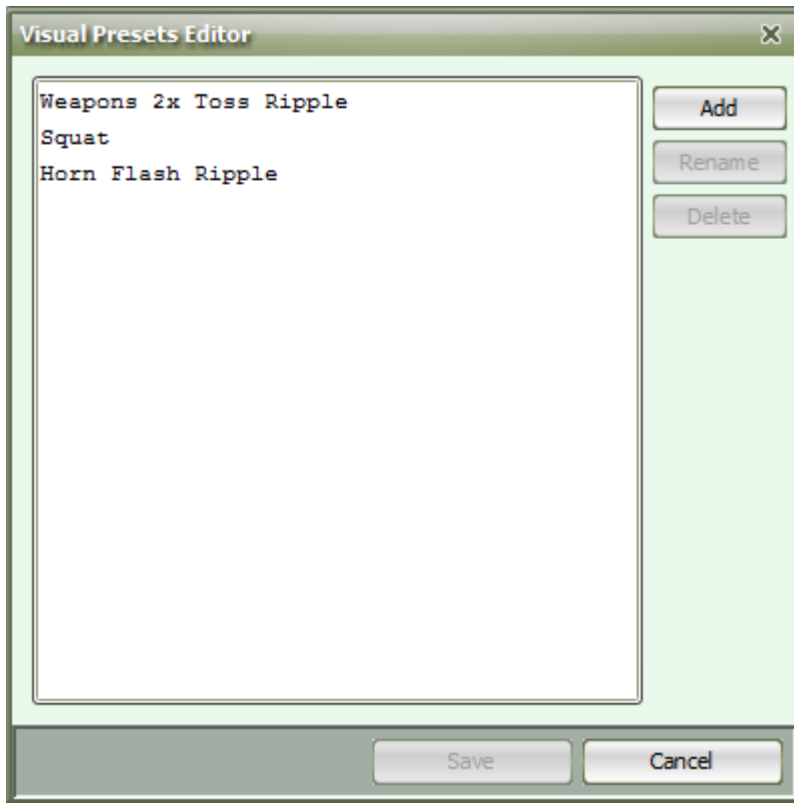 Visual Presets Editor
Weapons 2x Toss Ripple
Squat
Horn Flash Ripple
Add
Rename
Delete
Save
Cancel